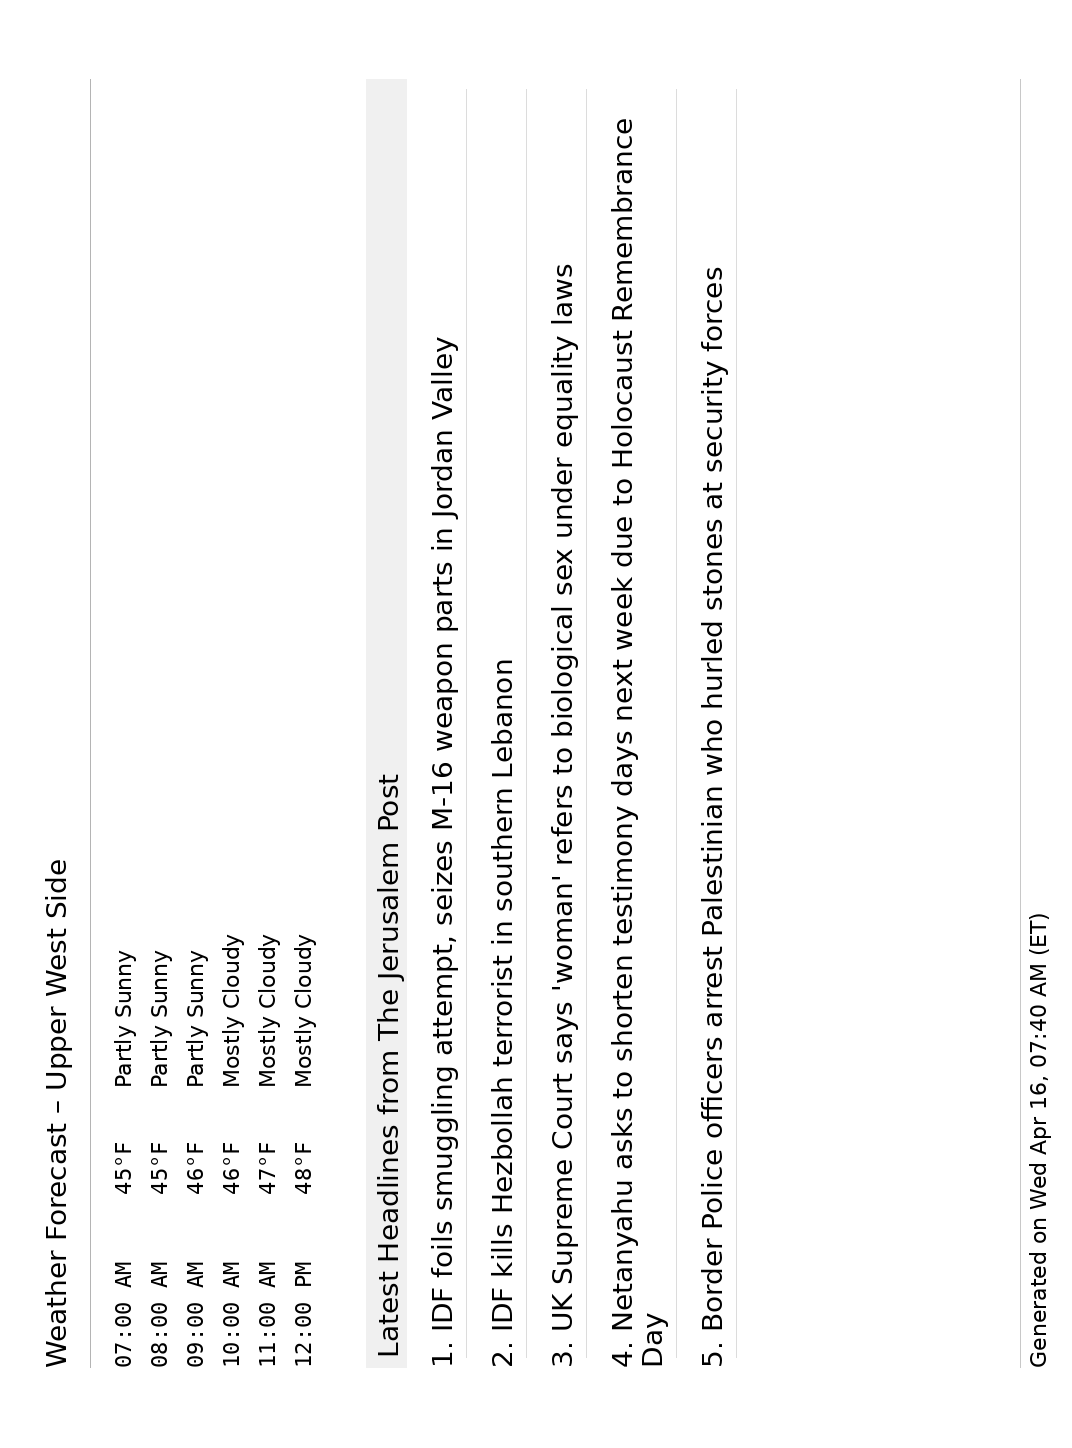 Weather Forecast – Upper West Side
07:00 AM 45°F Partly Sunny
08:00 AM 45°F Partly Sunny
09:00 AM 46°F Partly Sunny
10:00 AM 46°F Mostly Cloudy
11:00 AM 47°F Mostly Cloudy
12:00 PM 48°F Mostly Cloudy
Latest Headlines from The Jerusalem Post
1. IDF foils smuggling attempt, seizes M-16 weapon parts in Jordan Valley
2. IDF kills Hezbollah terrorist in southern Lebanon
3. UK Supreme Court says 'woman' refers to biological sex under equality laws
4. Netanyahu asks to shorten testimony days next week due to Holocaust Remembrance
Day
5. Border Police officers arrest Palestinian who hurled stones at security forces
Generated on Wed Apr 16, 07:40 AM (ET)